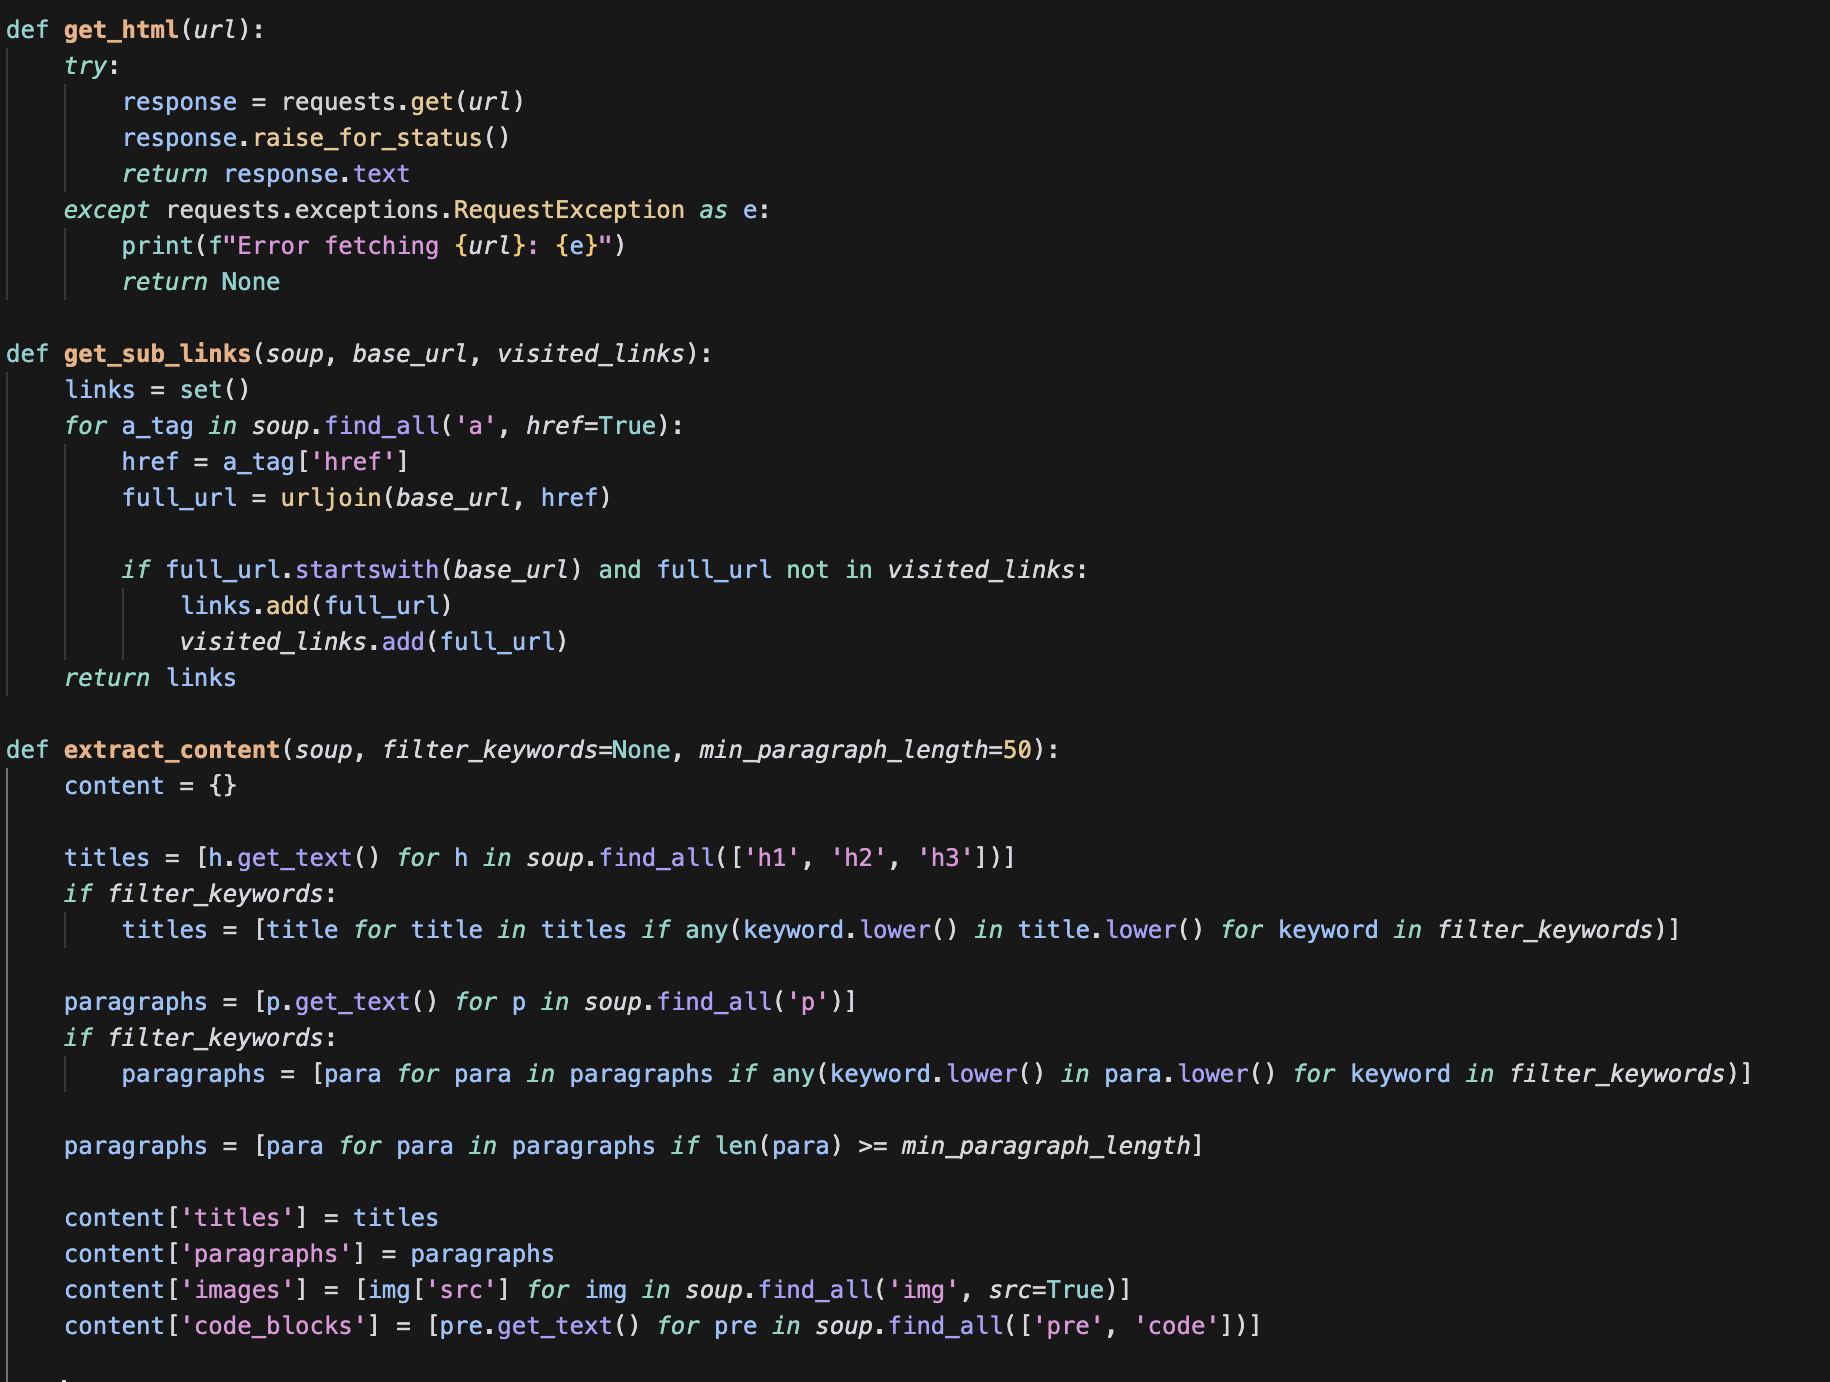 def get_html(url):
    try:
        response = requests.get(url)
        response.raise_for_status()
        return response.text
    except requests.exceptions.RequestException as e:
        print(f"Error fetching {url}: {e}")
        return None

def get_sub_links(soup, base_url, visited_links):
    links = set()
    for a_tag in soup.find_all('a', href=True):
        href = a_tag['href']
        full_url = urljoin(base_url, href)

        if full_url.startswith(base_url) and full_url not in visited_links:
            links.add(full_url)
            visited_links.add(full_url)
    return links

def extract_content(soup, filter_keywords=None, min_paragraph_length=50):
    content = {}

    titles = [h.get_text() for h in soup.find_all(['h1', 'h2', 'h3'])]
    if filter_keywords:
        titles = [title for title in titles if any(keyword.lower() in title.lower() for keyword in filter_keywords)]

    paragraphs = [p.get_text() for p in soup.find_all('p')]
    if filter_keywords:
        paragraphs = [para for para in paragraphs if any(keyword.lower() in para.lower() for keyword in filter_keywords)]

    paragraphs = [para for para in paragraphs if len(para) >= min_paragraph_length]

    content['titles'] = titles
    content['paragraphs'] = paragraphs
    content['images'] = [img['src'] for img in soup.find_all('img', src=True)]
    content['code_blocks'] = [pre.get_text() for pre in soup.find_all(['pre', 'code'])]